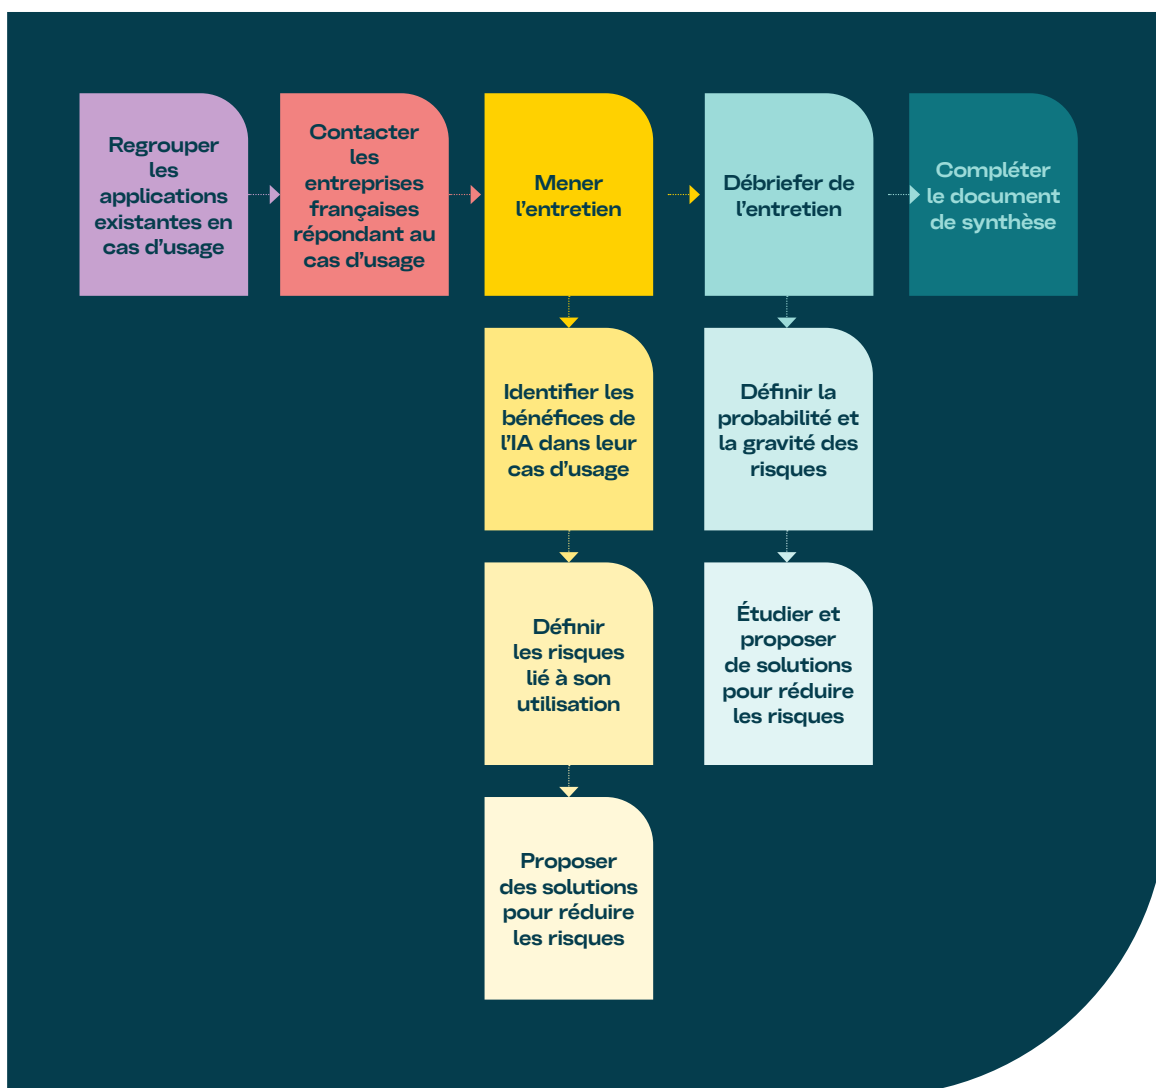 Regrouper
les
applications
existantes en
cas d'usage
Contacter
les
entreprises
françaises
répondant au
cas d'usage
Mener
l'entretien
Débriefer de
l'entretien
Compléter
le document
de synthèse
Identifier les
bénéfices de
l'IA dans leur
cas d'usage
Définir la
probabilité et
la gravité des
risques
Définir
les risques
lié à son
utilisation
Étudier et
proposer
de solutions
pour réduire
les risques
Proposer
des solutions
pour réduire
les risques